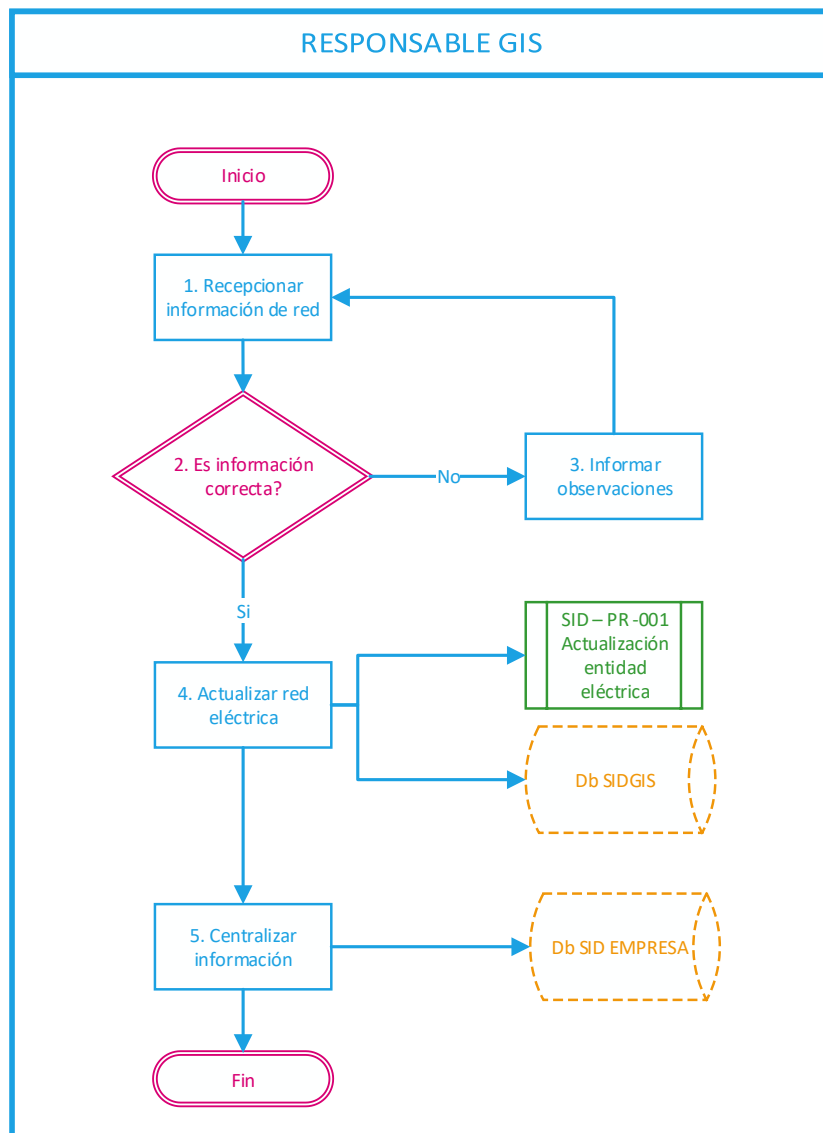 RESPONSABLE GIS
Inicio
1. Recepcionar
información de red
2. Es información
correcta?
No
3. Informar
observaciones
Si
SID – PR -001
Actualización
entidad
eléctrica
4. Actualizar red
eléctrica
Db SIDGIS
5. Centralizar
información
Db SID EMPRESA
Fin